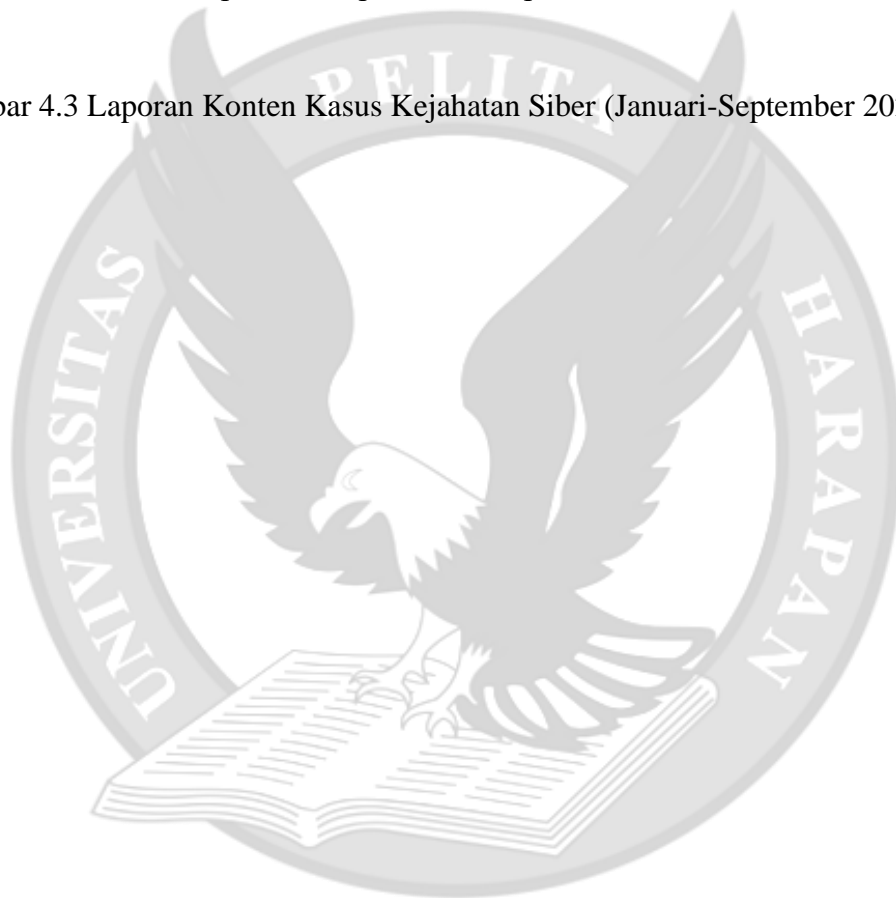 PELITA
bar 4.3 Laporan Konten Kasus Kejahatan Siber (Januari-September 20
UNIVERSITAS
HARAPAN